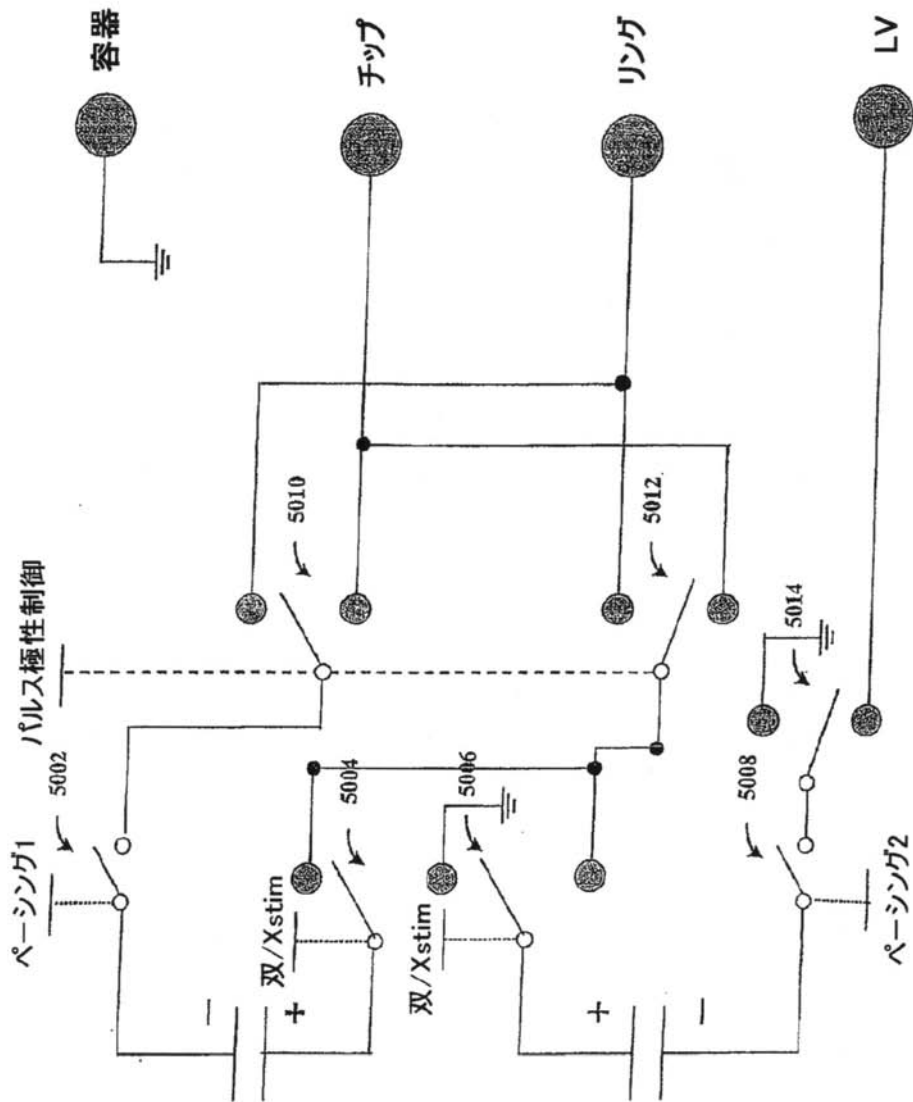 容器
チップ
リング
LV
パルス極性制御
5010
5012
5014
ペーシング1
5002
双/Xstim
5004
双/Xstim
5006
5008
ペーシング2
−
+
+
−